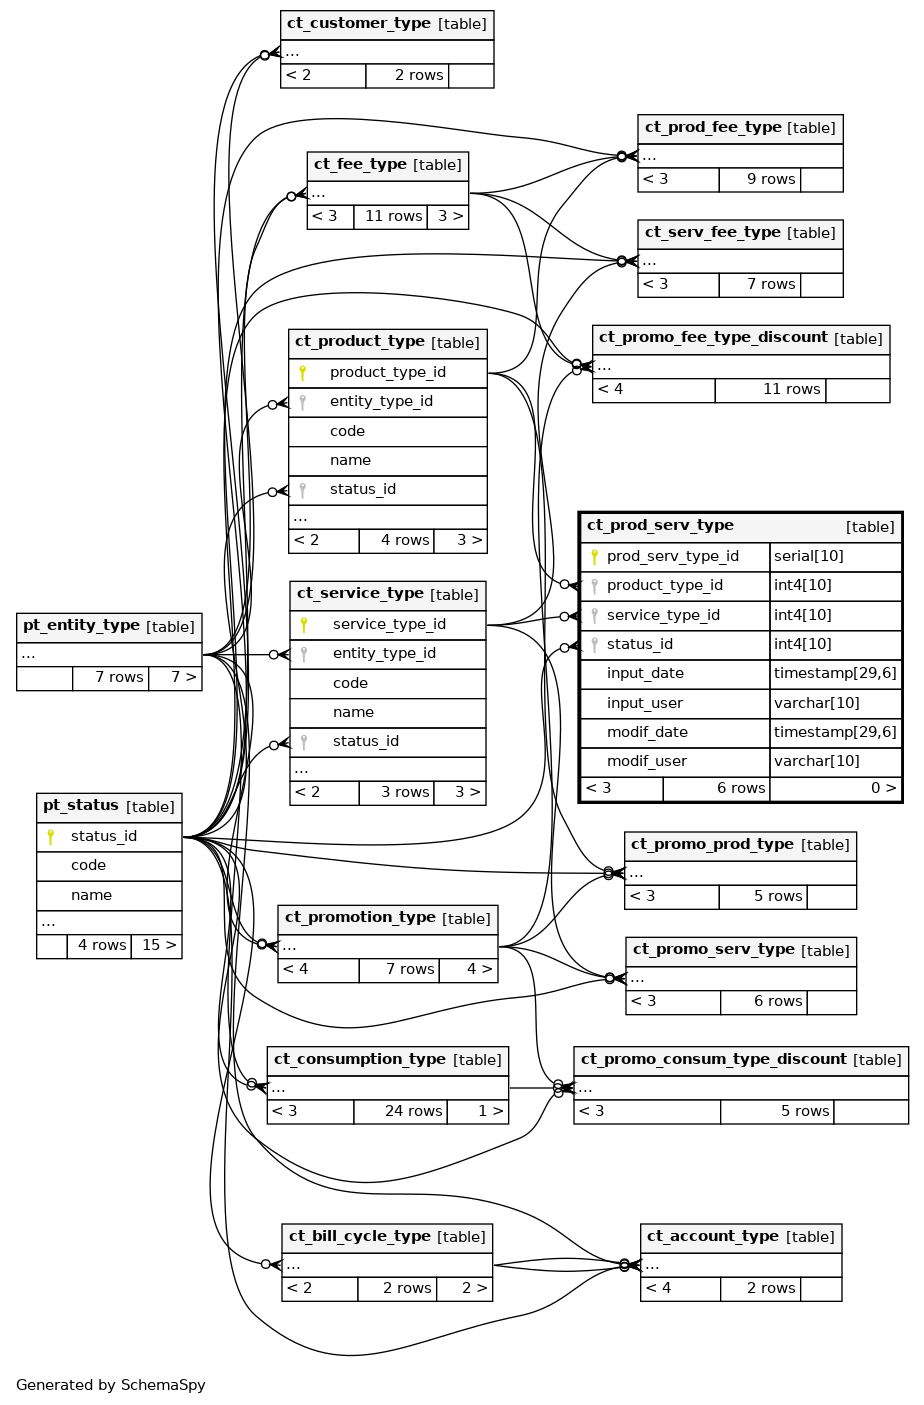 ct_customer_type [table]
...
< 2 2 rows
ct_prod_fee_type [table]
...
< 3 9 rows
ct_fee_type [table]
...
< 3 11 rows 3 >
ct_serv_fee_type [table]
...
< 3 7 rows
ct_promo_fee_type_discount [table]
...
< 4 11 rows
ct_product_type [table]
product_type_id
entity_type_id
code
name
status_id
...
< 2 4 rows 3 >
ct_prod_serv_type [table]
prod_serv_type_id serial[10]
product_type_id int4[10]
service_type_id int4[10]
status_id int4[10]
input_date timestamp[29,6]
input_user varchar[10]
modif_date timestamp[29,6]
modif_user varchar[10]
< 3 6 rows 0 >
ct_service_type [table]
service_type_id
entity_type_id
code
name
status_id
...
< 2 3 rows 3 >
pt_entity_type [table]
...
7 rows 7 >
pt_status [table]
status_id
code
name
...
4 rows 15 >
ct_promo_prod_type [table]
...
< 3 5 rows
ct_promotion_type [table]
...
< 4 7 rows 4 >
ct_promo_serv_type [table]
...
< 3 6 rows
ct_consumption_type [table]
...
< 3 24 rows 1 >
ct_promo_consum_type_discount [table]
...
< 3 5 rows
ct_bill_cycle_type [table]
...
< 2 2 rows 2 >
ct_account_type [table]
...
< 4 2 rows
Generated by SchemaSpy